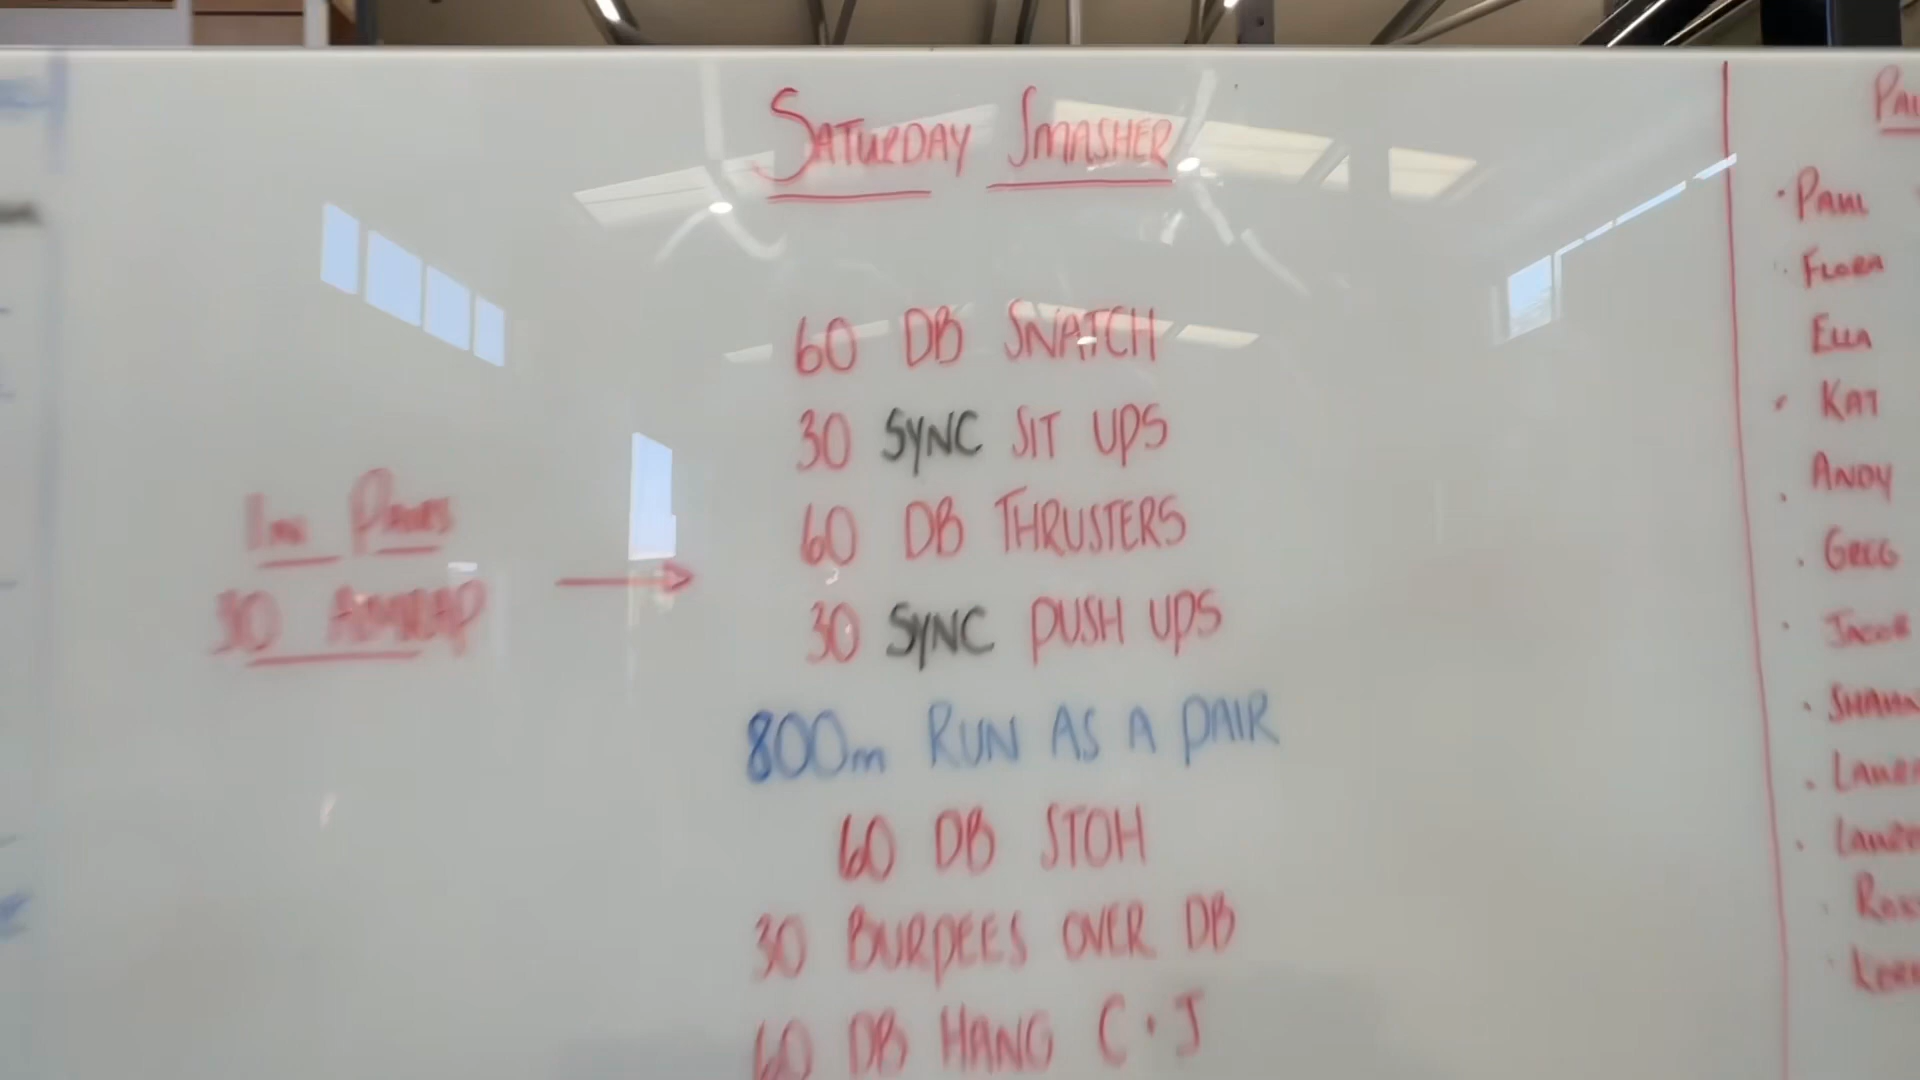 SATURDAY SMASHER
IN PAIRS
30 AMRAP
60 DB SNATCH
30 SYNC SIT UPS
60 DB THRUSTERS
30 SYNC PUSH UPS
800m RUN AS A PAIR
60 DB STOH
30 BURPEES OVER DB
60 DB HANG C+J
PAUL
FLORA
ELLA
KAT
ANDY
GREG
JACOB